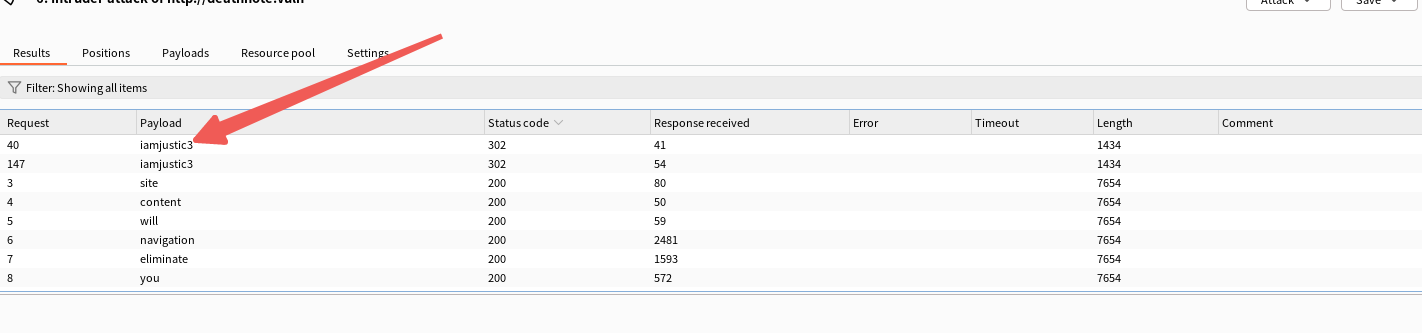 Intruder attack of http://deathnote.vuln
Attack Save
Results Positions Payloads Resource pool Settings
Filter: Showing all items
Request Payload Status code Response received Error Timeout Length Comment
40 iamjustic3 302 41 1434
147 iamjustic3 302 54 1434
3 site 200 80 7654
4 content 200 50 7654
5 will 200 59 7654
6 navigation 200 2481 7654
7 eliminate 200 1593 7654
8 you 200 572 7654